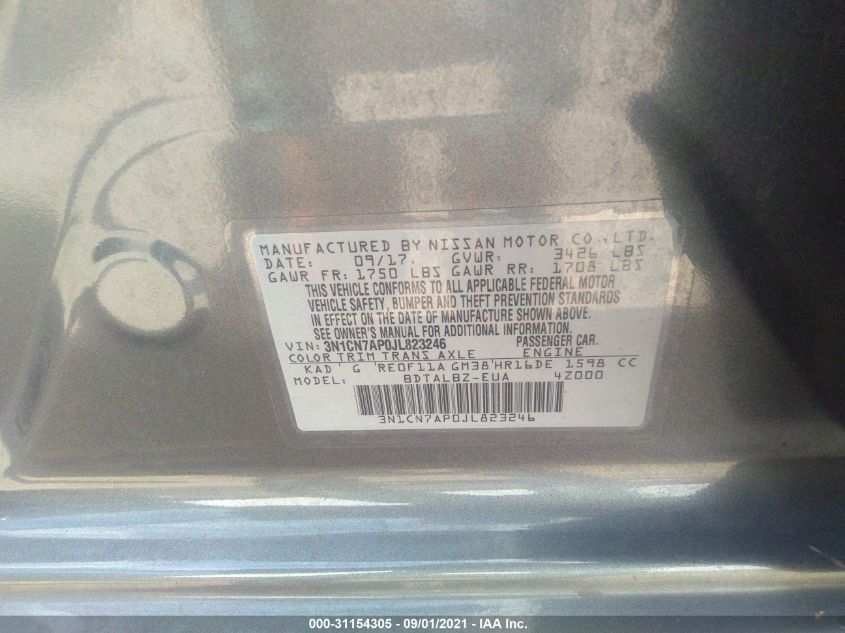 MANUFACTURED BY NISSAN MOTOR CO., LTD.
DATE: 09/17. GVWR: 3426 LBS
GAWR FR: 1750 LBS GAWR RR: 1708 LBS
THIS VEHICLE CONFORMS TO ALL APPLICABLE FEDERAL MOTOR
VEHICLE SAFETY, BUMPER AND THEFT PREVENTION STANDARDS
IN EFFECT ON THE DATE OF MANUFACTURE SHOWN ABOVE.
SEE OWNER'S MANUAL FOR ADDITIONAL INFORMATION.
VIN: 3N1CN7AP0JL823246 PASSENGER CAR.
COLOR TRIM TRANS AXLE ENGINE
KAD G RE0F11A GM38 HR16DE 1598 CC
MODEL: BDTALBZ-EUA 42000
3N1CN7AP0JL823246
000-31154305 - 09/01/2021 - IAA Inc.